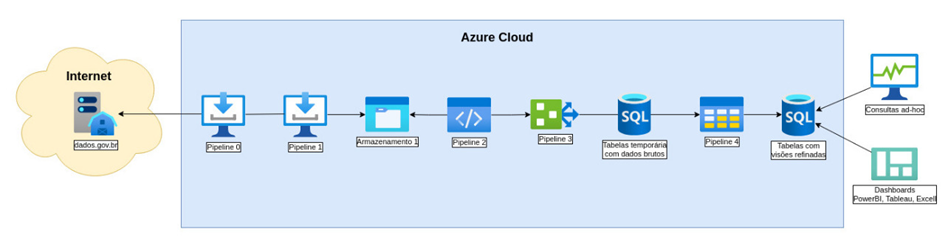 Azure Cloud
Internet
dados.gov.br
Pipeline 0
Pipeline 1
Armazenamento 1
</>
Pipeline 2
Pipeline 3
SQL
Tabelas temporária
com dados brutos
Pipeline 4
SQL
Tabelas com
visões refinadas
Consultas ad-hoc
Dashboards
PowerBI, Tableau, Excell